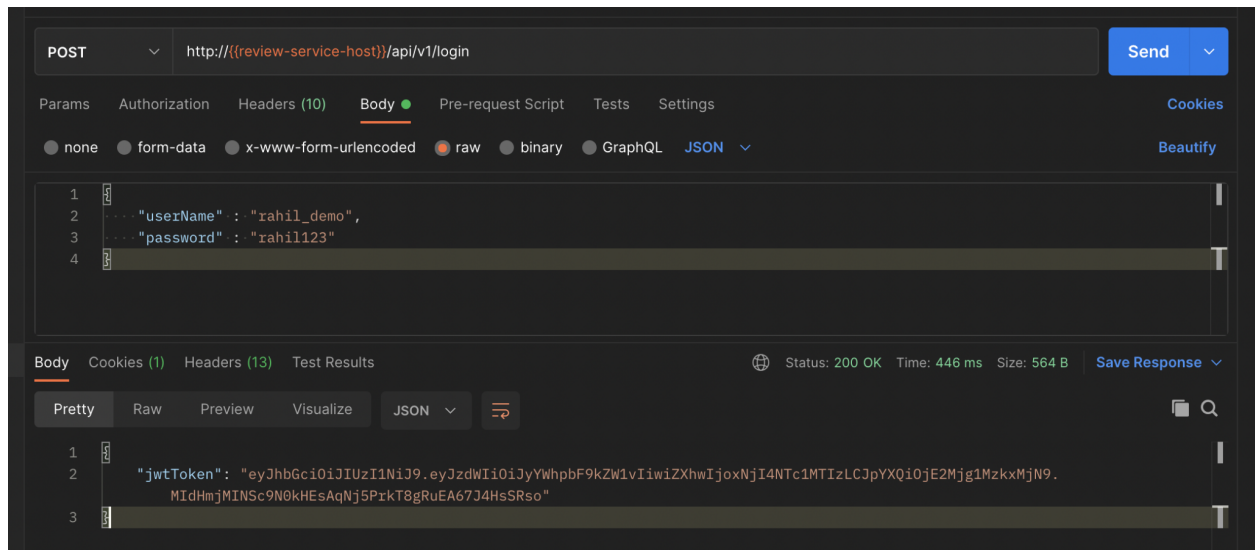 POST http://{{review-service-host}}/api/v1/login Send
Params Authorization Headers (10) Body Pre-request Script Tests Settings Cookies
none form-data x-www-form-urlencoded raw binary GraphQL JSON Beautify
1 {
2 "userName" : "rahil_demo",
3 "password" : "rahil123"
4 }
Body Cookies (1) Headers (13) Test Results Status: 200 OK Time: 446 ms Size: 564 B Save Response
Pretty Raw Preview Visualize JSON
1 {
2 "jwtToken": "eyJhbGciOiJIUzI1NiJ9.eyJzdWIiOiJyYWhpbF9kZW1vIiwiZXhwIjoxNjI4NTc1MTIzLCJpYXQiOjE2Mjg1MzkxMjN9.
MIdHmjMINSc9N0kHEsAqNj5PrkT8gRuEA67J4HsSRso"
3 }